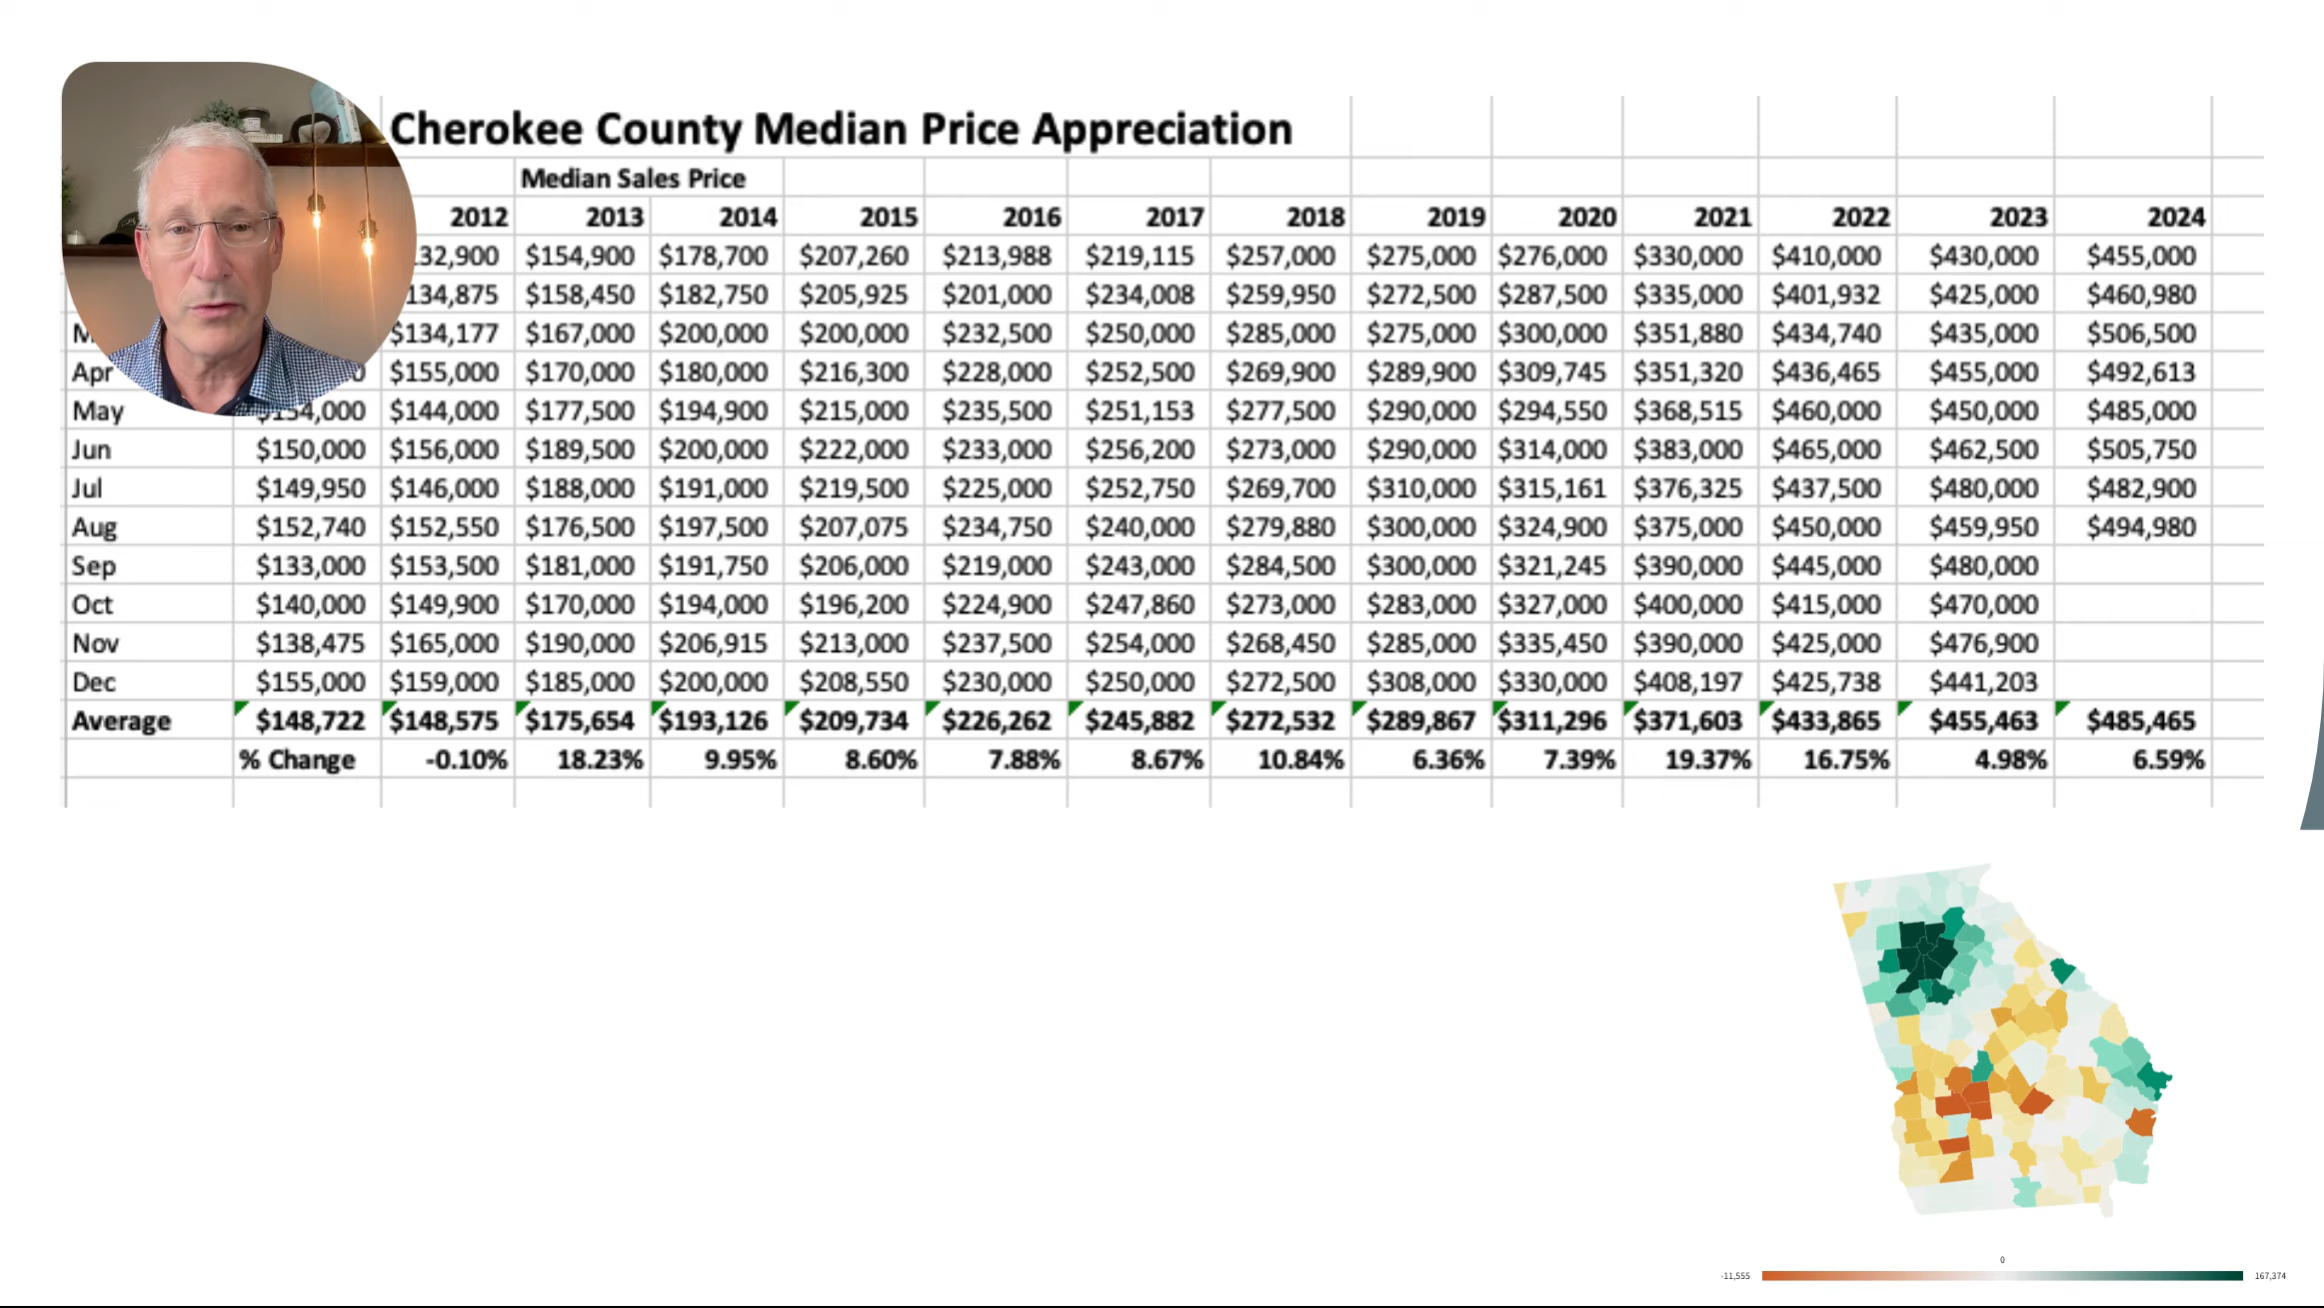 Cherokee County Median Price Appreciation
Median Sales Price
2012 2013 2014 2015 2016 2017 2018 2019 2020 2021 2022 2023 2024
32,900 $154,900 $178,700 $207,260 $213,988 $219,115 $257,000 $275,000 $276,000 $330,000 $410,000 $430,000 $455,000
134,875 $158,450 $182,750 $205,925 $201,000 $234,008 $259,950 $272,500 $287,500 $335,000 $401,932 $425,000 $460,980
$134,177 $167,000 $200,000 $200,000 $232,500 $250,000 $285,000 $275,000 $300,000 $351,880 $434,740 $435,000 $506,500
Apr $155,000 $170,000 $180,000 $216,300 $228,000 $252,500 $269,900 $289,900 $309,745 $351,320 $436,465 $455,000 $492,613
May $154,000 $144,000 $177,500 $194,900 $215,000 $235,500 $251,153 $277,500 $290,000 $294,550 $368,515 $460,000 $450,000 $485,000
Jun $150,000 $156,000 $189,500 $200,000 $222,000 $233,000 $256,200 $273,000 $290,000 $314,000 $383,000 $465,000 $462,500 $505,750
Jul $149,950 $146,000 $188,000 $191,000 $219,500 $225,000 $252,750 $269,700 $310,000 $315,161 $376,325 $437,500 $480,000 $482,900
Aug $152,740 $152,550 $176,500 $197,500 $207,075 $234,750 $240,000 $279,880 $300,000 $324,900 $375,000 $450,000 $459,950 $494,980
Sep $133,000 $153,500 $181,000 $191,750 $206,000 $219,000 $243,000 $284,500 $300,000 $321,245 $390,000 $445,000 $480,000
Oct $140,000 $149,900 $170,000 $194,000 $196,200 $224,900 $247,860 $273,000 $283,000 $327,000 $400,000 $415,000 $470,000
Nov $138,475 $165,000 $190,000 $206,915 $213,000 $237,500 $254,000 $268,450 $285,000 $335,450 $390,000 $425,000 $476,900
Dec $155,000 $159,000 $185,000 $200,000 $208,550 $230,000 $250,000 $272,500 $308,000 $330,000 $408,197 $425,738 $441,203
Average $148,722 $148,575 $175,654 $193,126 $209,734 $226,262 $245,882 $272,532 $289,867 $311,296 $371,603 $433,865 $455,463 $485,465
% Change -0.10% 18.23% 9.95% 8.60% 7.88% 8.67% 10.84% 6.36% 7.39% 19.37% 16.75% 4.98% 6.59%
0
-11,555 167,374